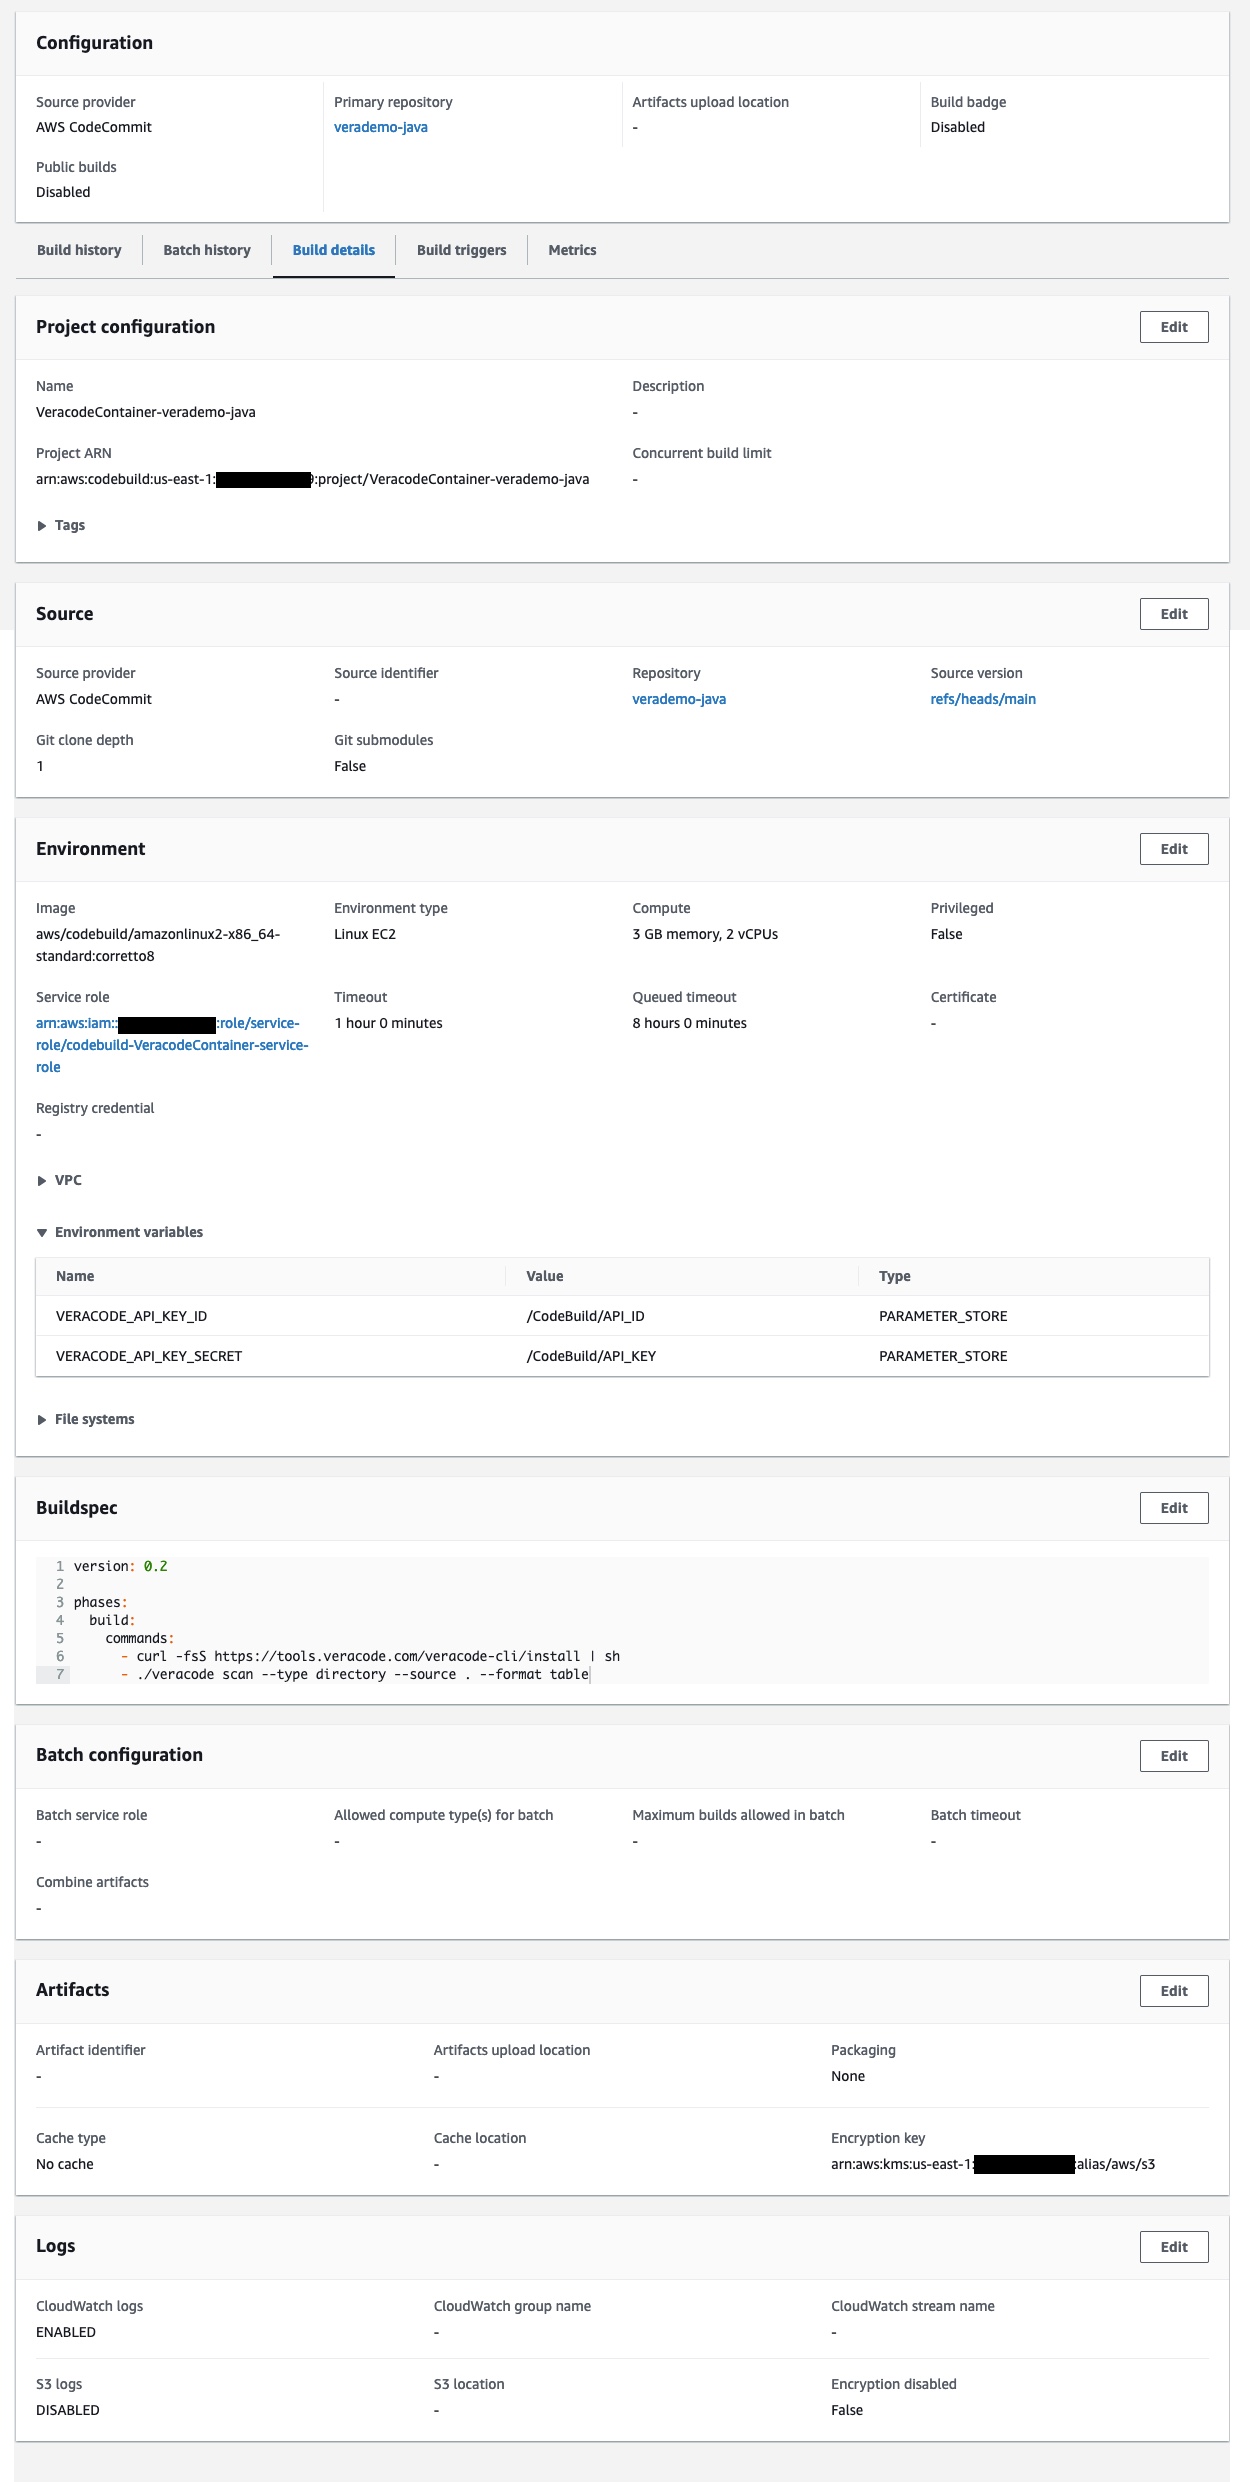 Configuration
Source provider
AWS CodeCommit
Primary repository
verademo-java
Artifacts upload location
-
Build badge
Disabled
Public builds
Disabled
Build history
Batch history
Build details
Build triggers
Metrics
Project configuration
Edit
Name
VeracodeContainer-verademo-java
Description
-
Project ARN
arn:aws:codebuild:us-east-1: :project/VeracodeContainer-verademo-java
Concurrent build limit
-
Tags
Source
Edit
Source provider
AWS CodeCommit
Source identifier
-
Repository
verademo-java
Source version
refs/heads/main
Git clone depth
1
Git submodules
False
Environment
Edit
Image
aws/codebuild/amazonlinux2-x86_64-
standard:corretto8
Environment type
Linux EC2
Compute
3 GB memory, 2 vCPUs
Privileged
False
Service role
arn:aws:iam:: :role/service-
role/codebuild-VeracodeContainer-service-
role
Timeout
1 hour 0 minutes
Queued timeout
8 hours 0 minutes
Certificate
-
Registry credential
-
VPC
Environment variables
Name Value Type
VERACODE_API_KEY_ID /CodeBuild/API_ID PARAMETER_STORE
VERACODE_API_KEY_SECRET /CodeBuild/API_KEY PARAMETER_STORE
File systems
Buildspec
Edit
1 version: 0.2
2
3 phases:
4   build:
5     commands:
6       - curl -fsS https://tools.veracode.com/veracode-cli/install | sh
7       - ./veracode scan --type directory --source . --format table
Batch configuration
Edit
Batch service role
-
Allowed compute type(s) for batch
-
Maximum builds allowed in batch
-
Batch timeout
-
Combine artifacts
-
Artifacts
Edit
Artifact identifier
-
Artifacts upload location
-
Packaging
None
Cache type
No cache
Cache location
-
Encryption key
arn:aws:kms:us-east-1: :alias/aws/s3
Logs
Edit
CloudWatch logs
ENABLED
CloudWatch group name
-
CloudWatch stream name
-
S3 logs
DISABLED
S3 location
-
Encryption disabled
False